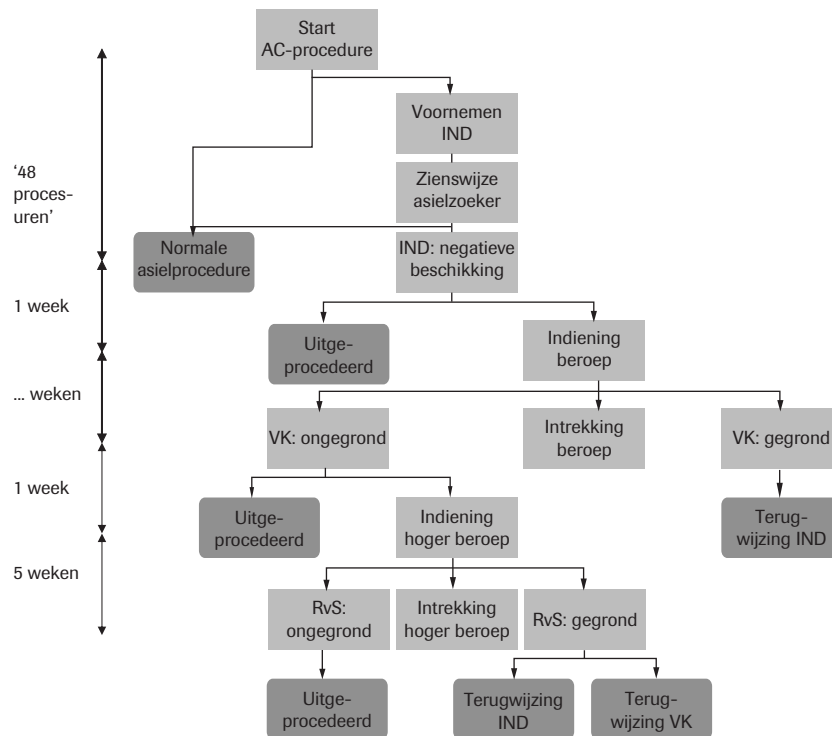 Start
AC-procedure
Voornemen
IND
Zienswijze
asielzoeker
‘48
proces-
uren’
Normale
asielprocedure
IND: negatieve
beschikking
1 week
Uitge-
procedeerd
Indiening
beroep
... weken
VK: ongegrond
Intrekking
beroep
VK: gegrond
1 week
Uitge-
procedeerd
Indiening
hoger beroep
Terug-
wijzing IND
5 weken
RvS:
ongegrond
Intrekking
hoger beroep
RvS: gegrond
Uitge-
procedeerd
Terugwijzing
IND
Terug-
wijzing VK